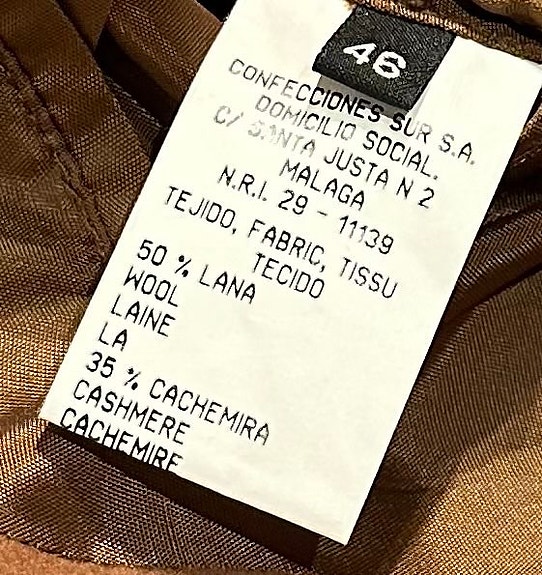 46
CONFECCIONES SUR S.A.
DOMICILIO SOCIAL.
C/ SANTA JUSTA N 2
MALAGA
N.R.I. 29 - 11139
TEJIDO, FABRIC, TISSU
TECIDO
50 % LANA
WOOL
LAINE
LA
35 % CACHEMIRA
CASHMERE
CACHEMIRE